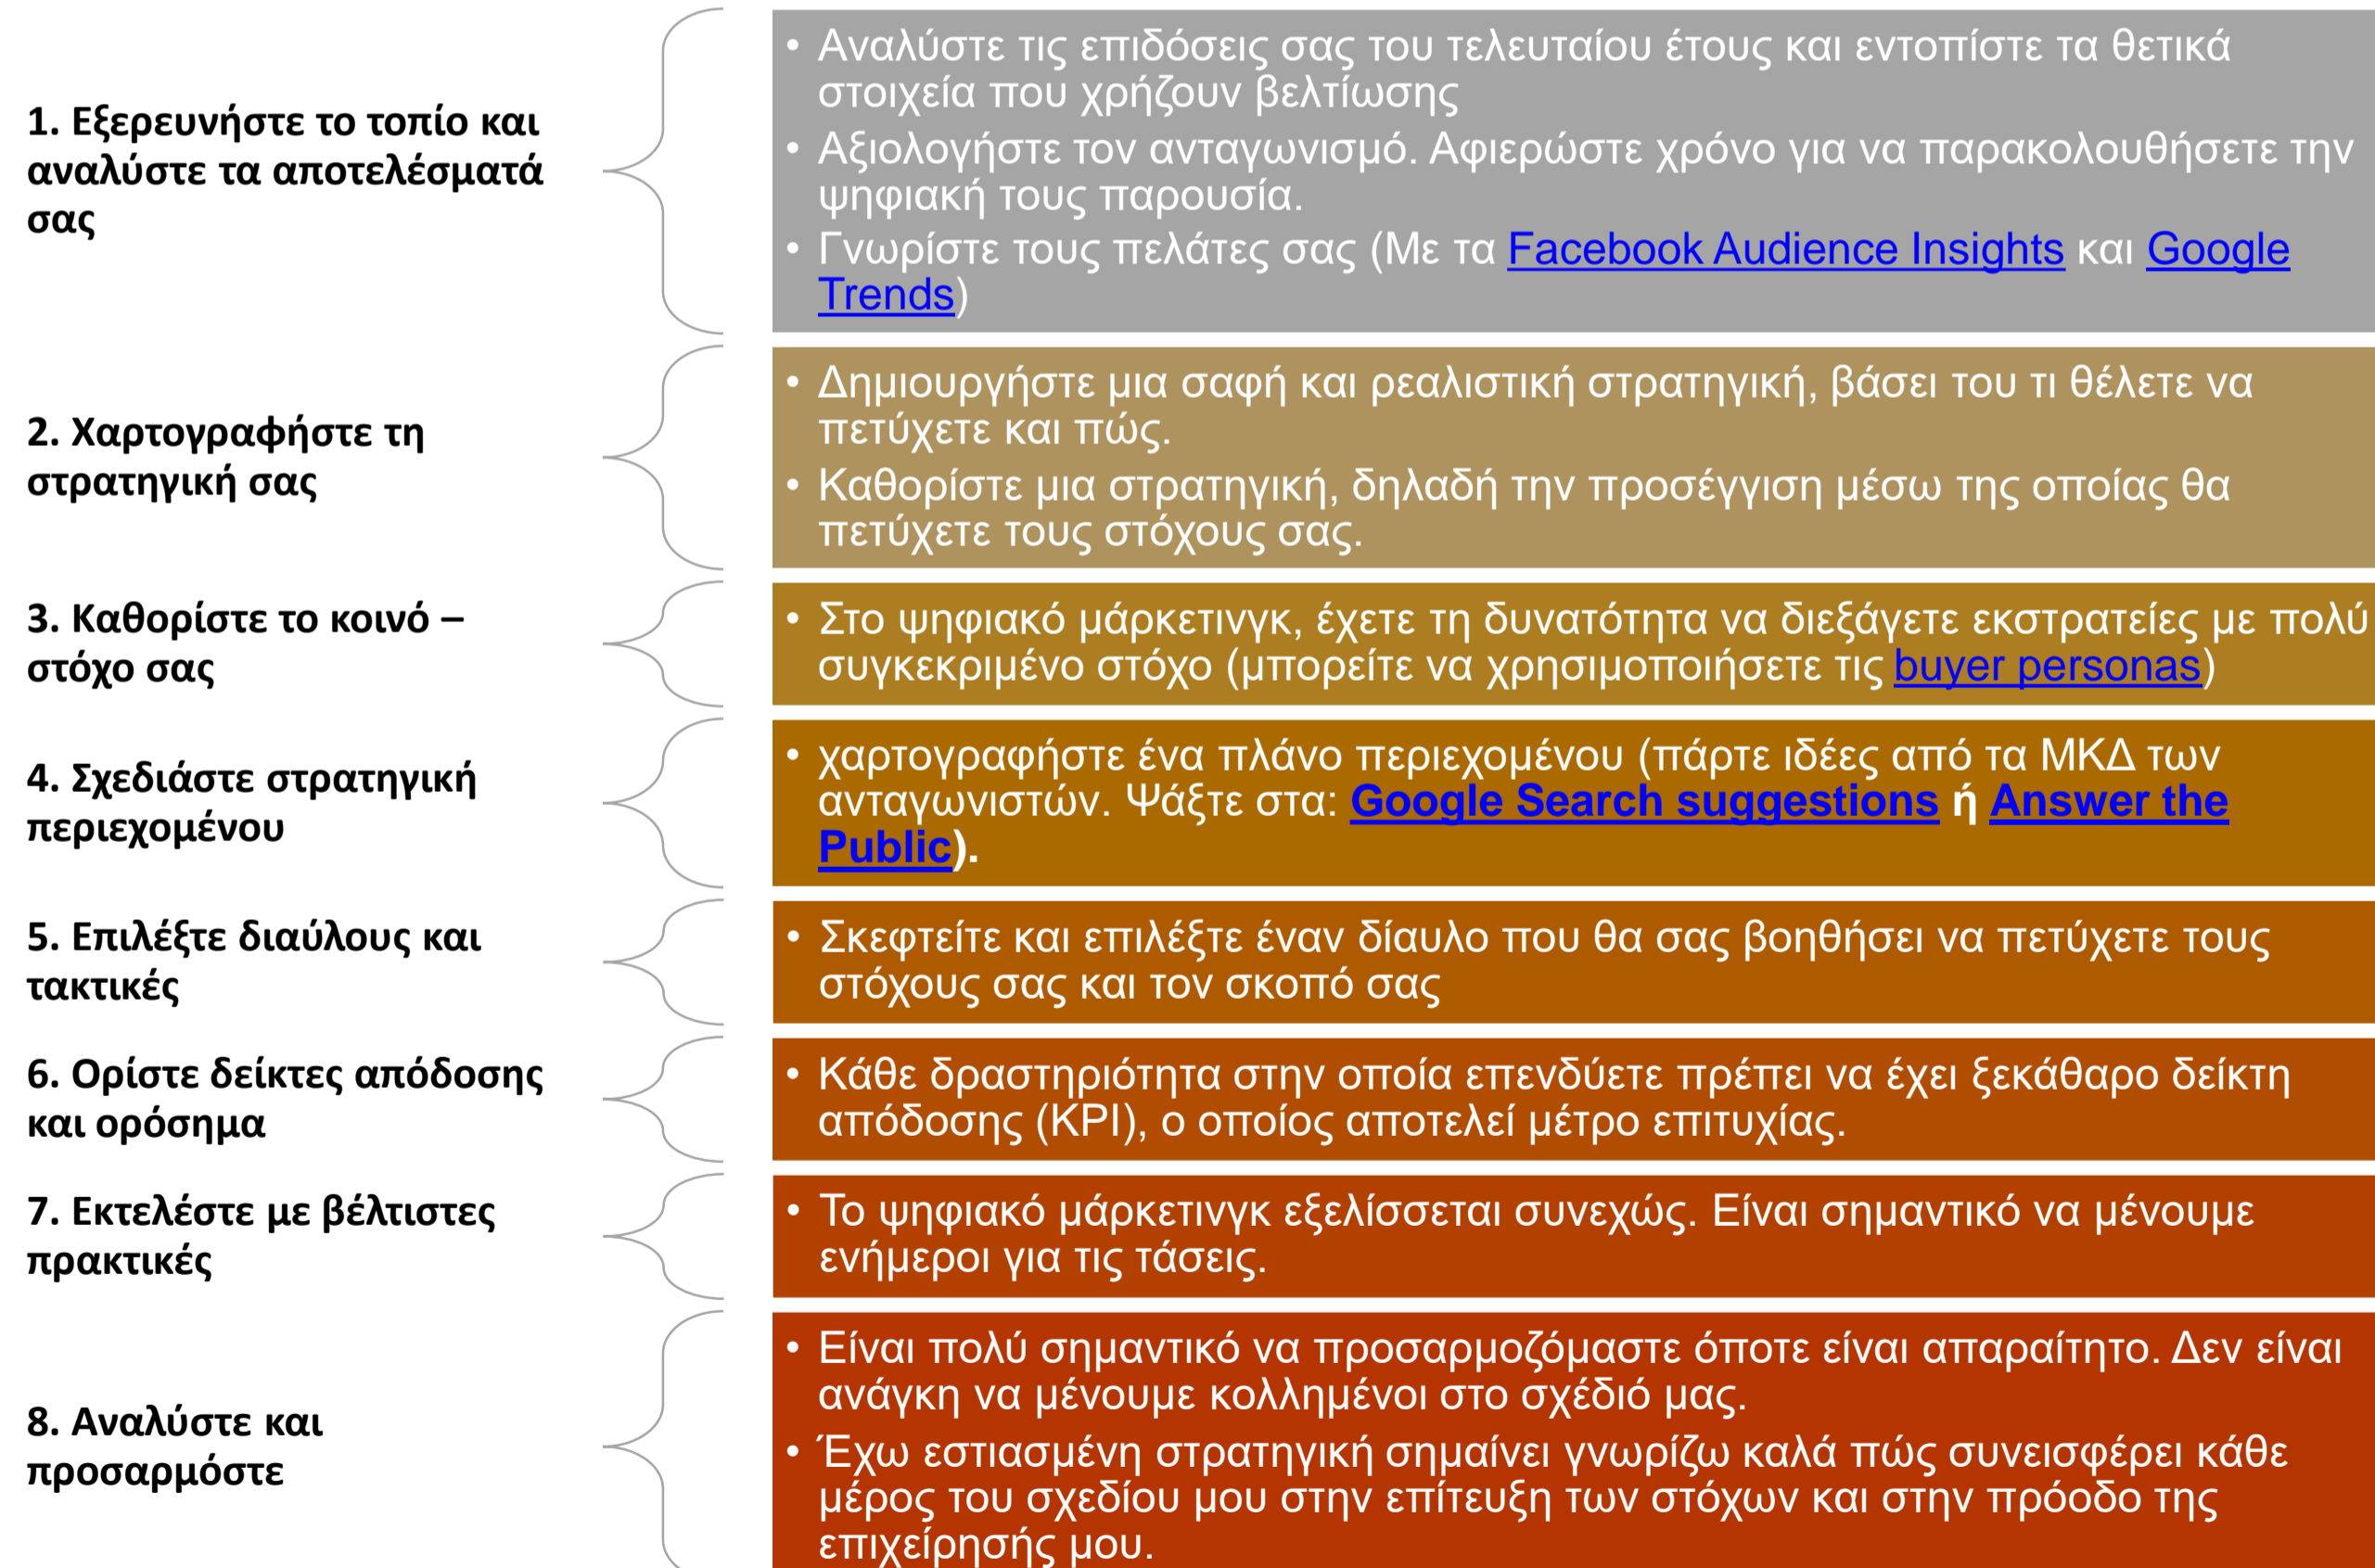 1. Εξερευνήστε το τοπίο και
αναλύστε τα αποτελέσματά
σας
• Αναλύστε τις επιδόσεις σας του τελευταίου έτους και εντοπίστε τα θετικά
στοιχεία που χρήζουν βελτίωσης
• Αξιολογήστε τον ανταγωνισμό. Αφιερώστε χρόνο για να παρακολουθήσετε την
ψηφιακή τους παρουσία.
• Γνωρίστε τους πελάτες σας (Με τα Facebook Audience Insights και Google
Trends)
2. Χαρτογραφήστε τη
στρατηγική σας
• Δημιουργήστε μια σαφή και ρεαλιστική στρατηγική, βάσει του τι θέλετε να
πετύχετε και πώς.
• Καθορίστε μια στρατηγική, δηλαδή την προσέγγιση μέσω της οποίας θα
πετύχετε τους στόχους σας.
3. Καθορίστε το κοινό –
στόχο σας
• Στο ψηφιακό μάρκετινγκ, έχετε τη δυνατότητα να διεξάγετε εκστρατείες με πολύ
συγκεκριμένο στόχο (μπορείτε να χρησιμοποιήσετε τις buyer personas)
4. Σχεδιάστε στρατηγική
περιεχομένου
• χαρτογραφήστε ένα πλάνο περιεχομένου (πάρτε ιδέες από τα ΜΚΔ των
ανταγωνιστών. Ψάξτε στα: Google Search suggestions ή Answer the
Public).
5. Επιλέξτε διαύλους και
τακτικές
• Σκεφτείτε και επιλέξτε έναν δίαυλο που θα σας βοηθήσει να πετύχετε τους
στόχους σας και τον σκοπό σας
6. Ορίστε δείκτες απόδοσης
και ορόσημα
• Κάθε δραστηριότητα στην οποία επενδύετε πρέπει να έχει ξεκάθαρο δείκτη
απόδοσης (KPI), ο οποίος αποτελεί μέτρο επιτυχίας.
7. Εκτελέστε με βέλτιστες
πρακτικές
• Το ψηφιακό μάρκετινγκ εξελίσσεται συνεχώς. Είναι σημαντικό να μένουμε
ενήμεροι για τις τάσεις.
8. Αναλύστε και
προσαρμόστε
• Είναι πολύ σημαντικό να προσαρμοζόμαστε όποτε είναι απαραίτητο. Δεν είναι
ανάγκη να μένουμε κολλημένοι στο σχέδιό μας.
• Έχω εστιασμένη στρατηγική σημαίνει γνωρίζω καλά πώς συνεισφέρει κάθε
μέρος του σχεδίου μου στην επίτευξη των στόχων και στην πρόοδο της
επιχείρησής μου.